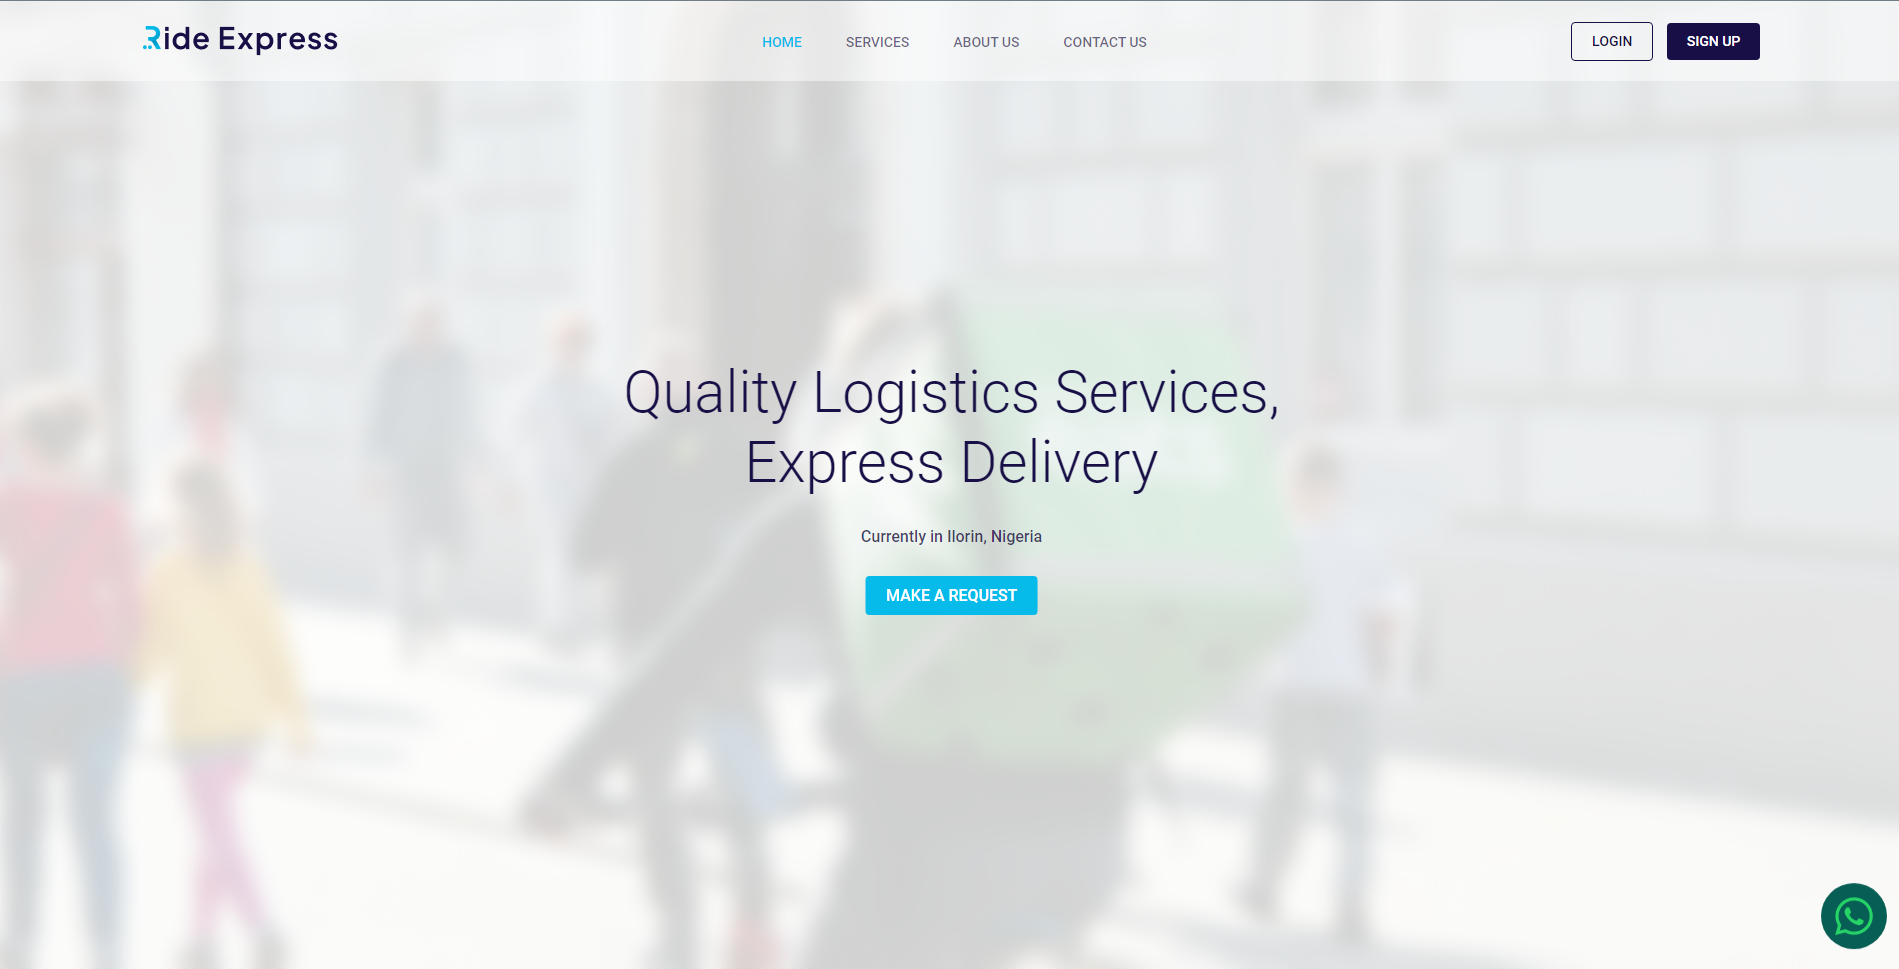 Ride Express
HOME
SERVICES
ABOUT US
CONTACT US
LOGIN
SIGN UP
Quality Logistics Services,
Express Delivery
Currently in Ilorin, Nigeria
MAKE A REQUEST